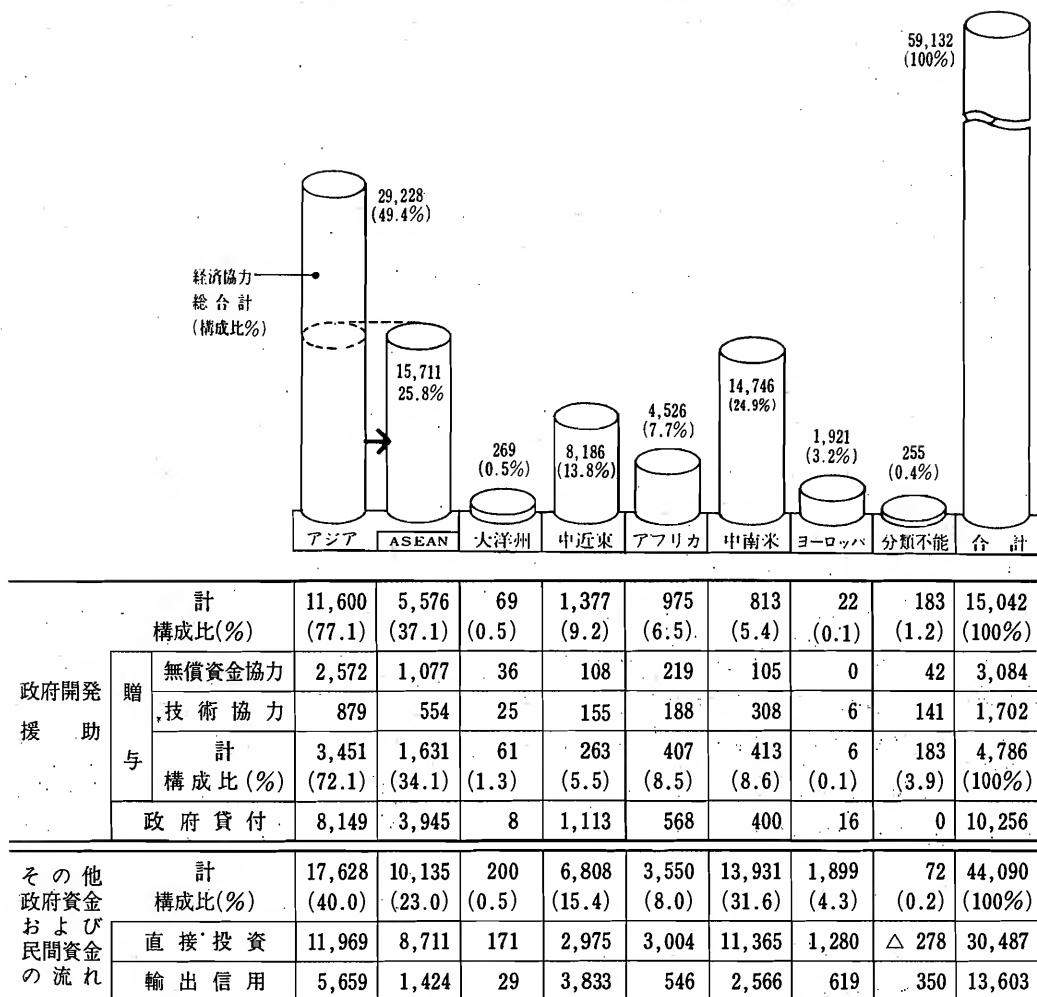 59,132
(100%)
29,228
(49.4%)
経済協力
総合計
(構成比%)
15,711
25.8%
269
(0.5%)
8,186
(13.8%)
4,526
(7.7%)
14,746
(24.9%)
1,921
(3.2%)
255
(0.4%)
アジア ASEAN 大洋州 中近東 アフリカ 中南米 ヨーロッパ 分類不能 合計
計 11,600 5,576 69 1,377 975 813 22 183 15,042
構成比(%) (77.1) (37.1) (0.5) (9.2) (6.5) (5.4) (0.1) (1.2) (100%)
政府開発援助
贈与
無償資金協力 2,572 1,077 36 108 219 105 0 42 3,084
技術協力 879 554 25 155 188 308 6 141 1,702
計 3,451 1,631 61 263 407 413 6 183 4,786
構成比(%) (72.1) (34.1) (1.3) (5.5) (8.5) (8.6) (0.1) (3.9) (100%)
政府貸付 8,149 3,945 8 1,113 568 400 16 0 10,256
その他
政府資金
および
民間資金
の流れ
計 17,628 10,135 200 6,808 3,550 13,931 1,899 72 44,090
構成比(%) (40.0) (23.0) (0.5) (15.4) (8.0) (31.6) (4.3) (0.2) (100%)
直接投資 11,969 8,711 171 2,975 3,004 11,365 1,280 △ 278 30,487
輸出信用 5,659 1,424 29 3,833 546 2,566 619 350 13,603